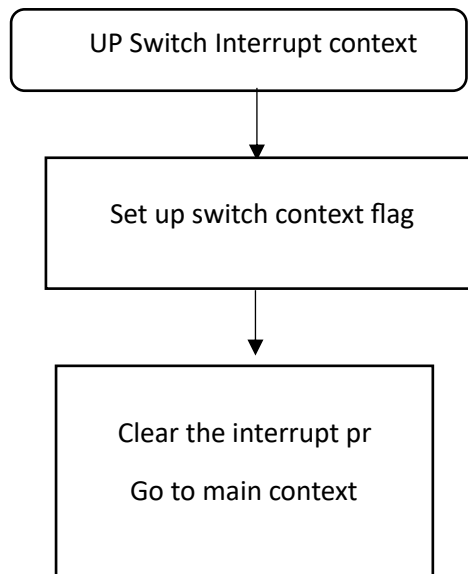 UP Switch Interrupt context
Set up switch context flag
Clear the interrupt pr
Go to main context